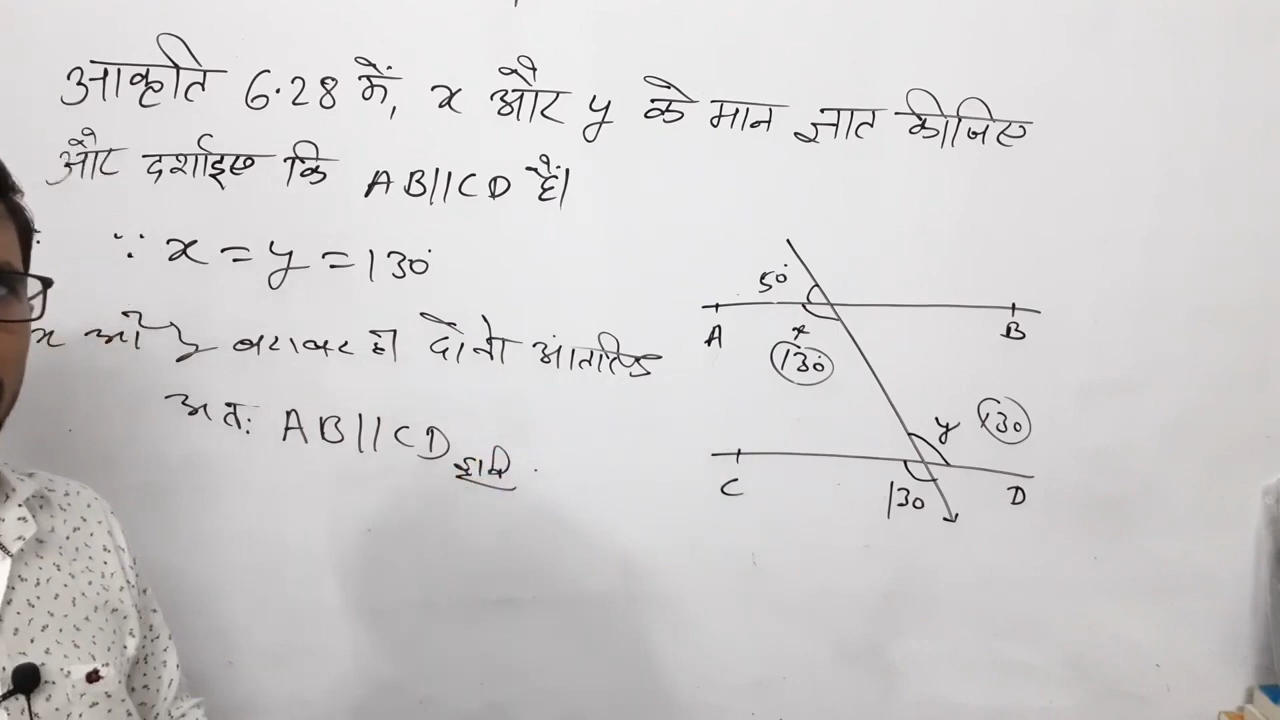 आकृति 6.28 में, x और y के मान ज्ञात कीजिए
और दर्शाइए कि AB||CD है।
∵ x = y = 130°
x और y बराबर है दोनो
अतः AB||CD
50°
A
B
x
130°
y
130
C
130
D